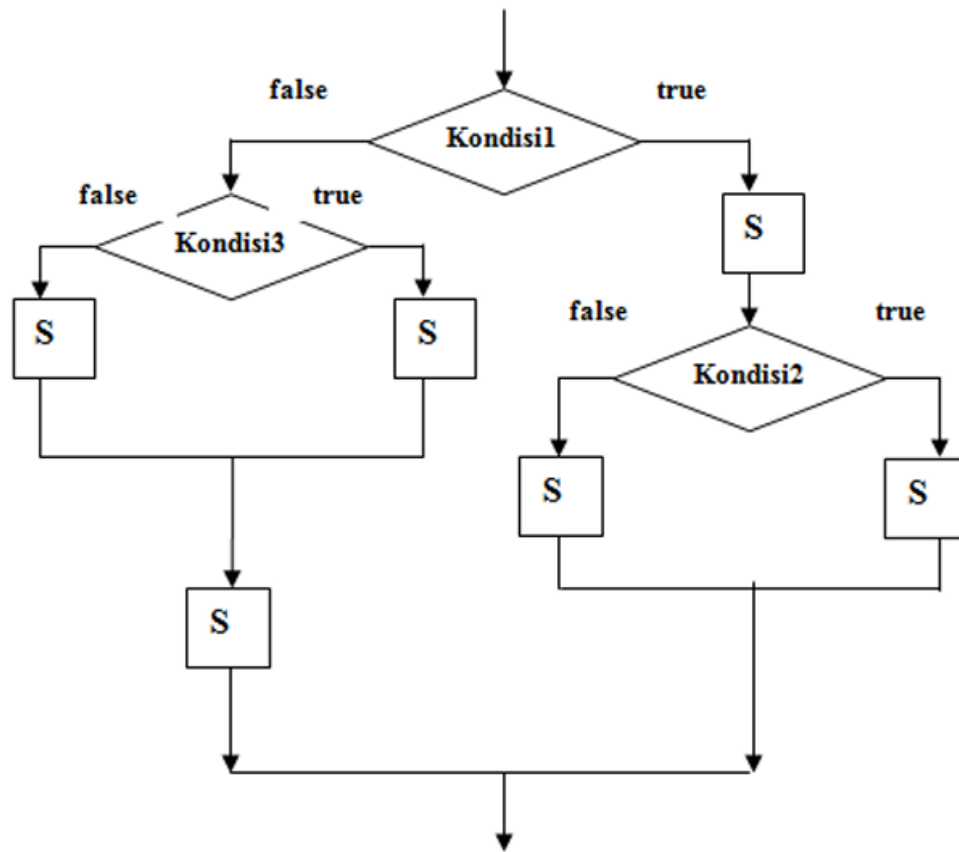 false
true
Kondisi1
false
true
S
Kondisi3
S
S
false
true
Kondisi2
S
S
S